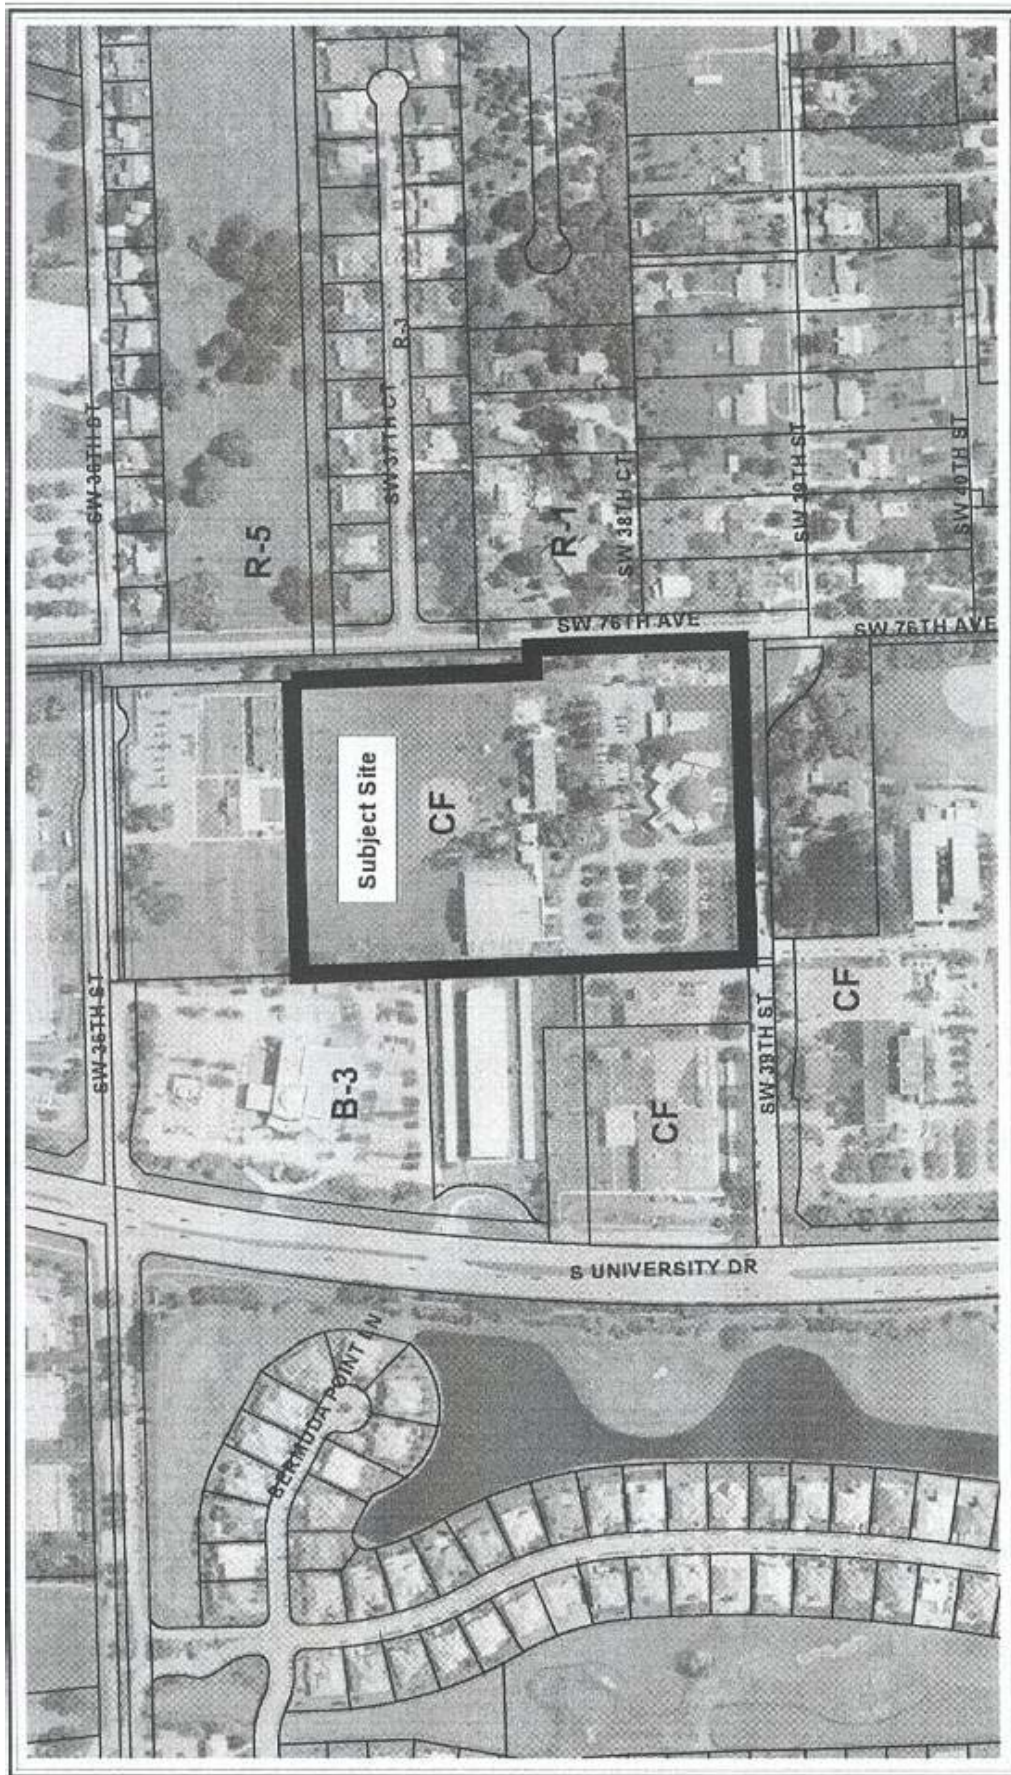 SW 36TH ST
R-5
SW 37TH CT
R-3
R-1
SW 38TH CT
SW 39TH ST
SW 40TH ST
SW 76TH AVE
SW 76TH AVE
Subject Site
CF
SW 36TH ST
B-3
CF
SW 39TH ST
CF
S UNIVERSITY DR
BERMUDA POINT LN